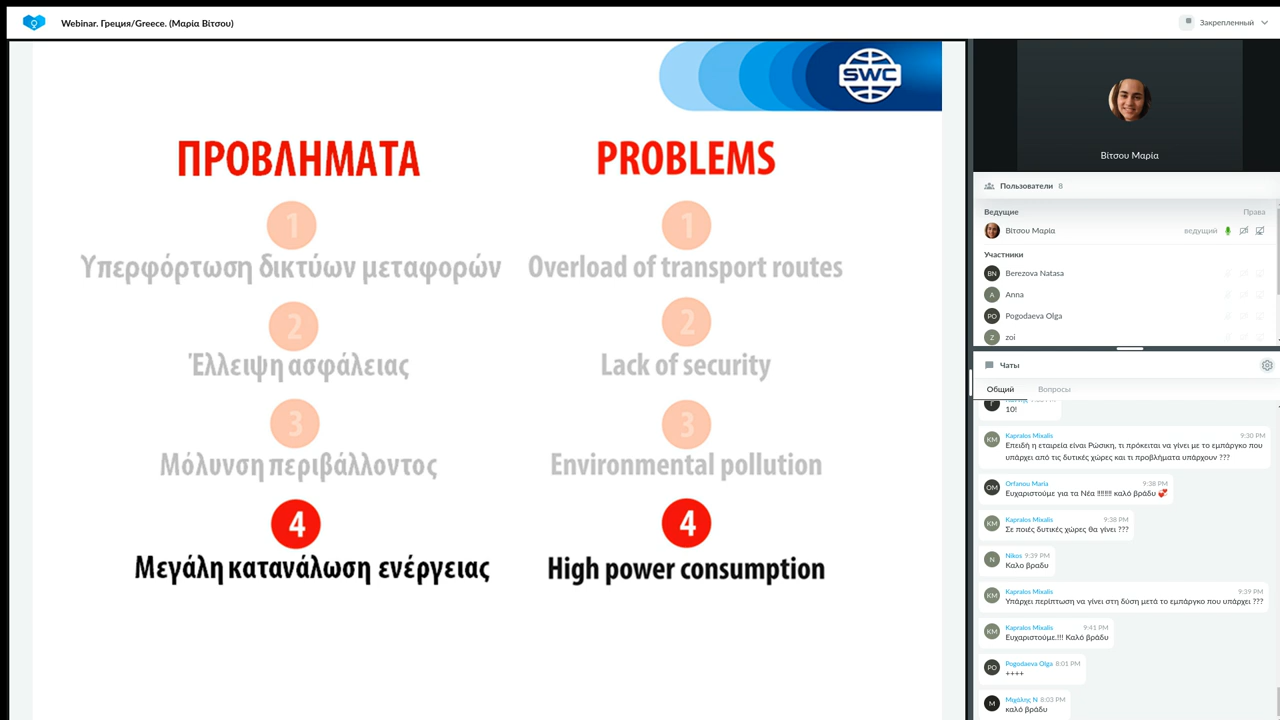 Webinar. Греция/Greece. (Μαρία Βίτσου)
Закрепленный
SWC
ΠΡΟΒΛΗΜΑΤΑ
1
Υπερφόρτωση δικτύων μεταφορών
2
Έλλειψη ασφάλειας
3
Μόλυνση περιβάλλοντος
4
Μεγάλη κατανάλωση ενέργειας
PROBLEMS
1
Overload of transport routes
2
Lack of security
3
Environmental pollution
4
High power consumption
Βίτσου Μαρία
Пользователи 8
Ведущие Права
Βίτσου Μαρία ведущий
Участники
BN Berezova Natasa
A Anna
PO Pogodaeva Olga
Z zoi
Чаты
Общий Вопросы
10!
KM Kapralos Mixalis 9:30 PM
Επειδή η εταιρεία είναι Ρώσικη, τι πρόκειται να γίνει με το εμπάργκο που
υπάρχει από τις δυτικές χώρες και τι προβλήματα υπάρχουν ???
OM Orfanou Maria 9:38 PM
Ευχαριστούμε για τα Νέα !!!!!!! καλό βράδυ 💞
KM Kapralos Mixalis 9:38 PM
Σε ποιές δυτικές χώρες θα γίνει ???
N Nikos 9:39 PM
Καλο βραδυ
KM Kapralos Mixalis 9:39 PM
Υπάρχει περίπτωση να γίνει στη δύση μετά το εμπάργκο που υπάρχει ???
KM Kapralos Mixalis 9:41 PM
Ευχαριστούμε.!!! Καλό βράδυ
PO Pogodaeva Olga 8:01 PM
++++
M Μιχάλης Ν 8:03 PM
καλό βράδυ